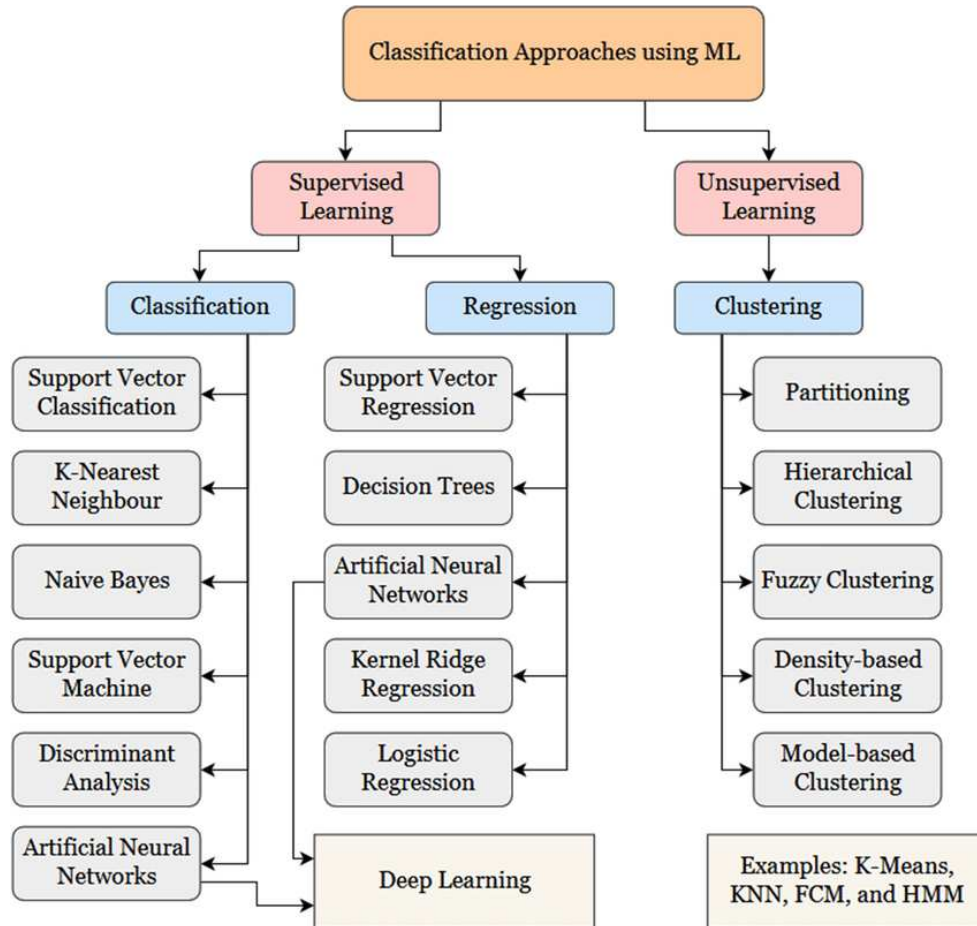 Classification Approaches using ML
Supervised
Learning
Unsupervised
Learning
Classification
Regression
Clustering
Support Vector
Classification
K-Nearest
Neighbour
Naive Bayes
Support Vector
Machine
Discriminant
Analysis
Artificial Neural
Networks
Support Vector
Regression
Decision Trees
Artificial Neural
Networks
Kernel Ridge
Regression
Logistic
Regression
Deep Learning
Partitioning
Hierarchical
Clustering
Fuzzy Clustering
Density-based
Clustering
Model-based
Clustering
Examples: K-Means,
KNN, FCM, and HMM